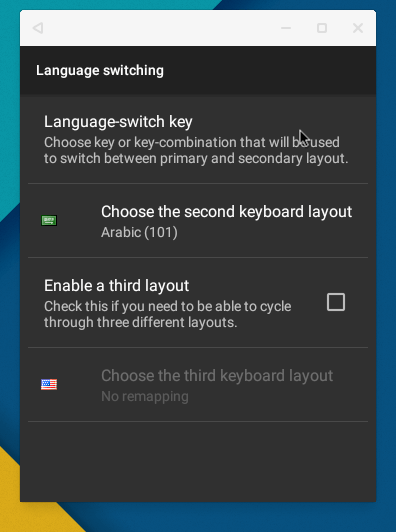 Language switching
Language-switch key
Choose key or key-combination that will be used
to switch between primary and secondary layout.
Choose the second keyboard layout
Arabic (101)
Enable a third layout
Check this if you need to be able to cycle
through three different layouts.
Choose the third keyboard layout
No remapping